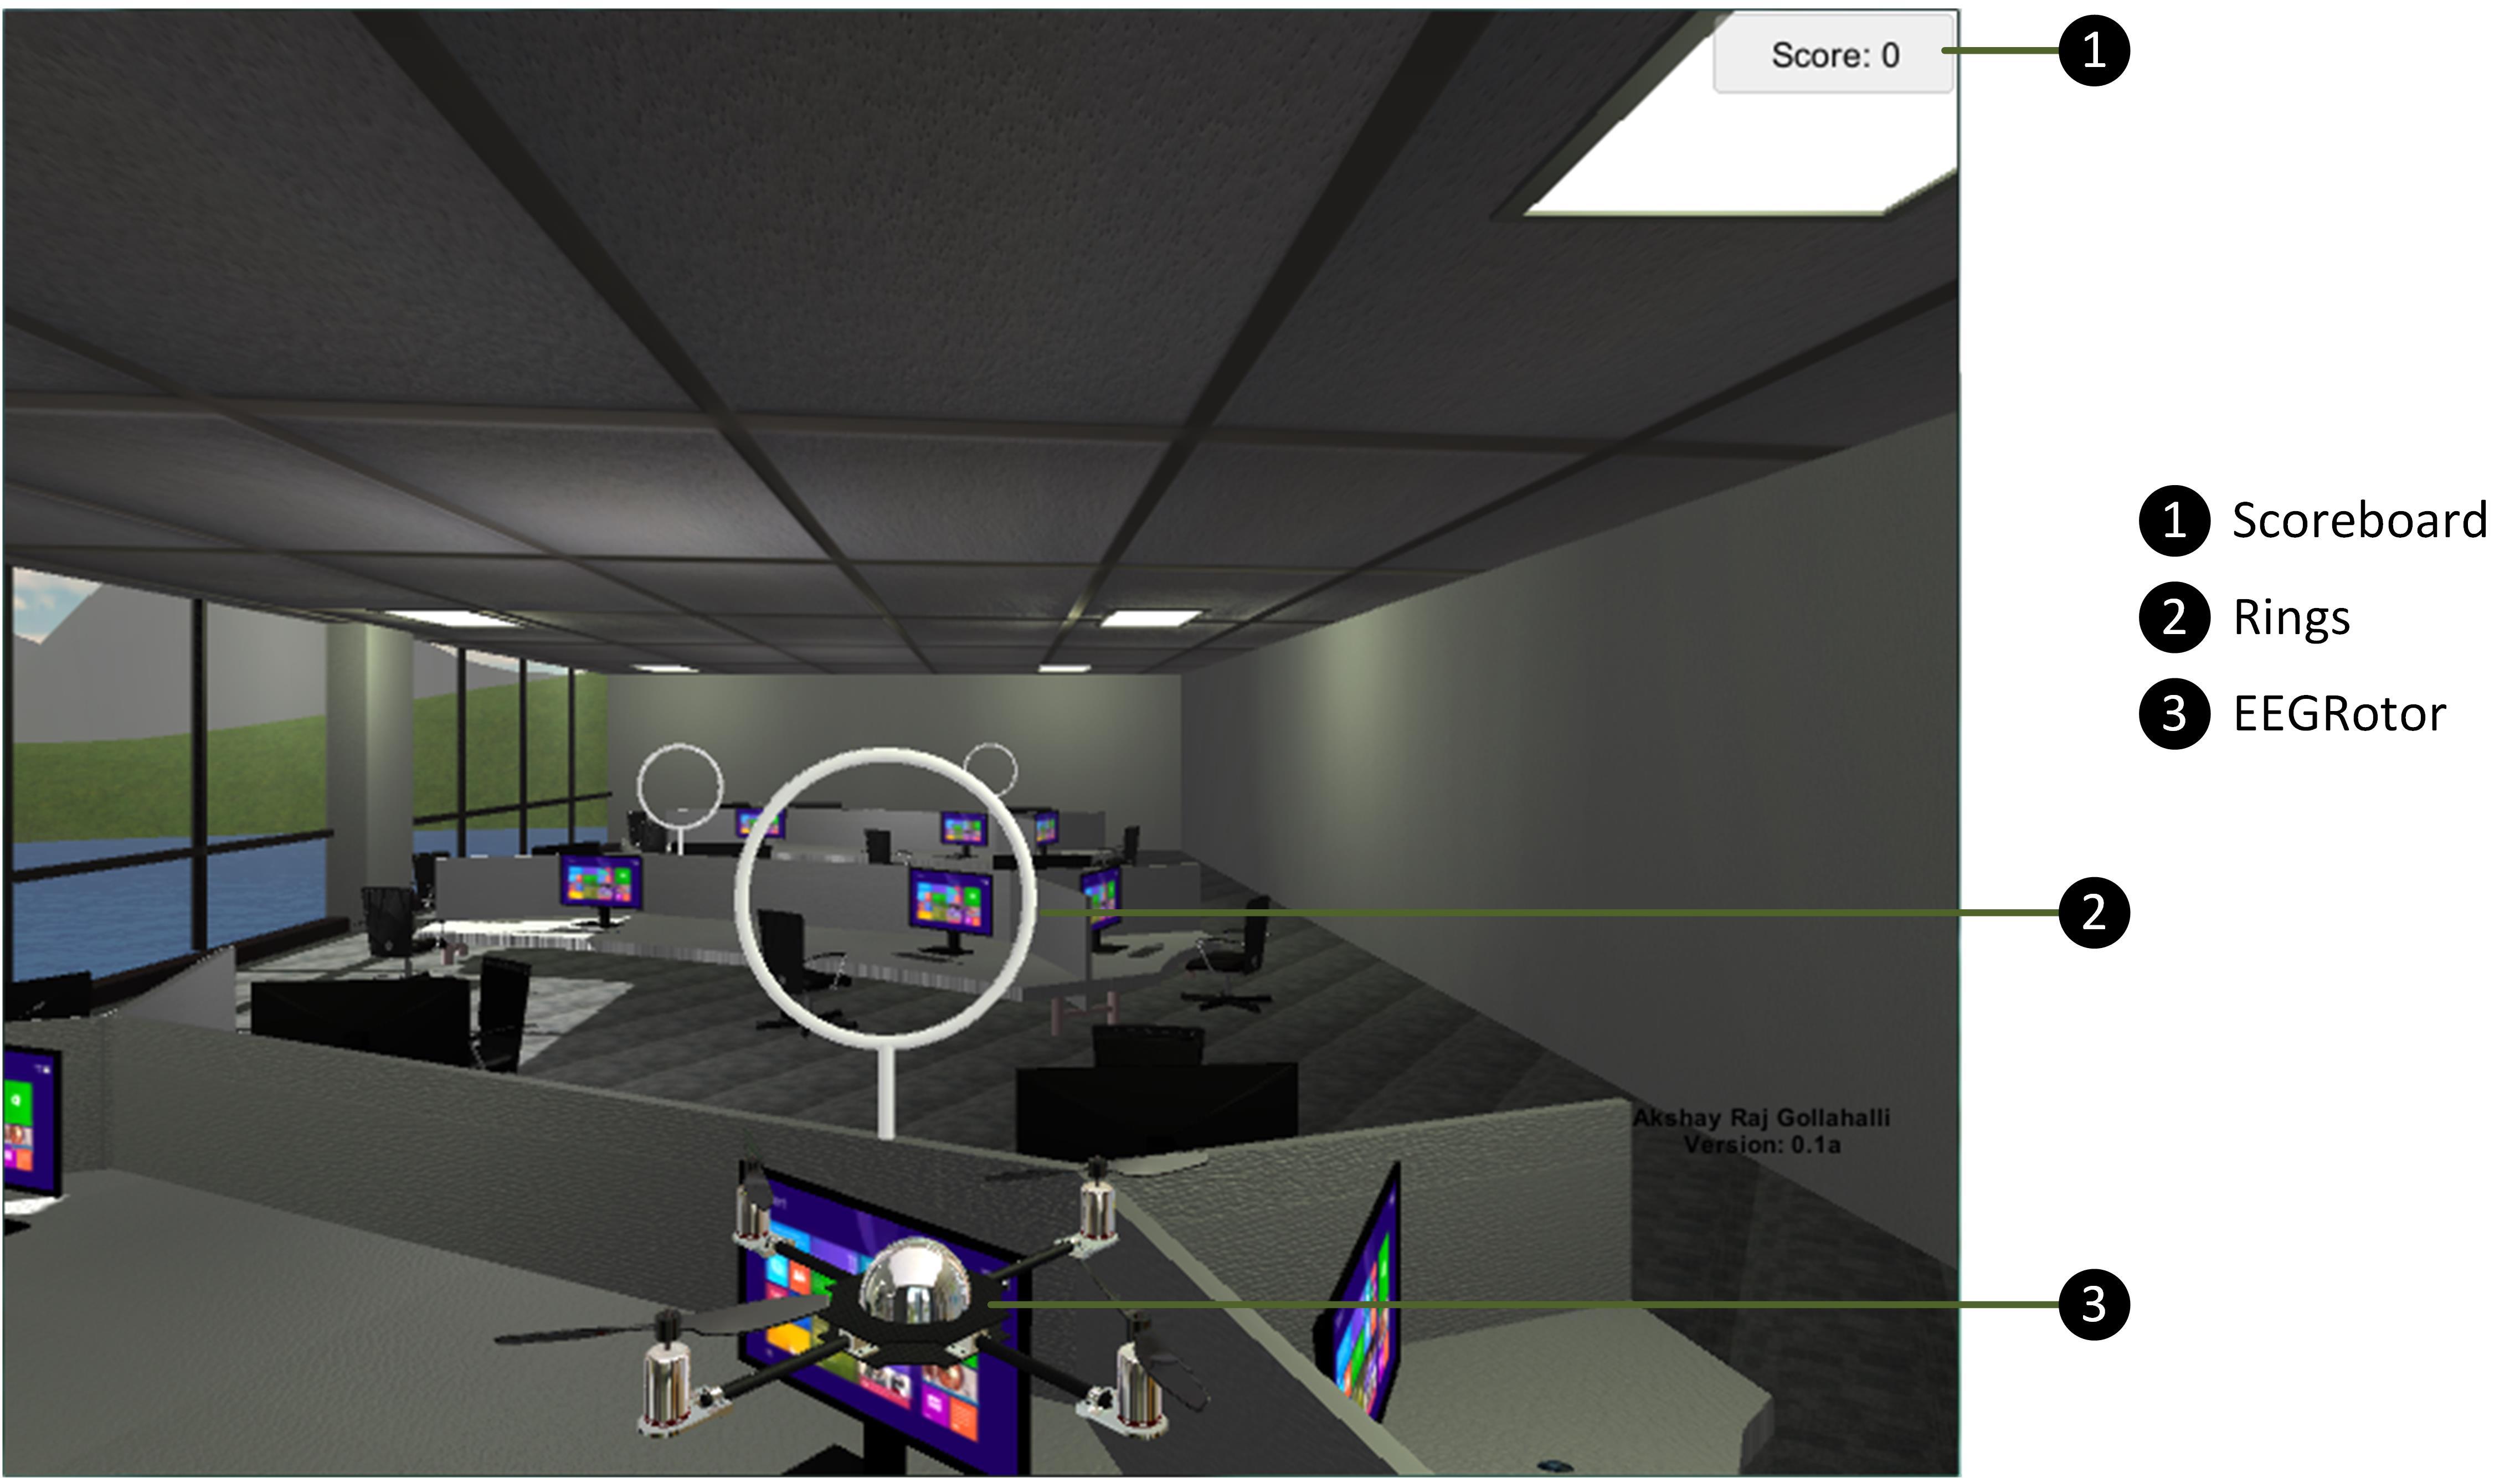 Score: 0
1
1 Scoreboard
2 Rings
3 EEGRotor
2
Akshay Raj Gollahalli
Version: 0.1a
3